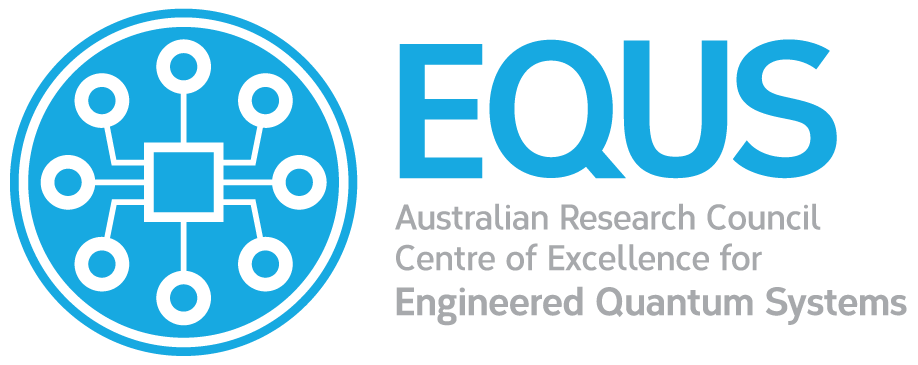 EQUS
Australian Research Council
Centre of Excellence for
Engineered Quantum Systems